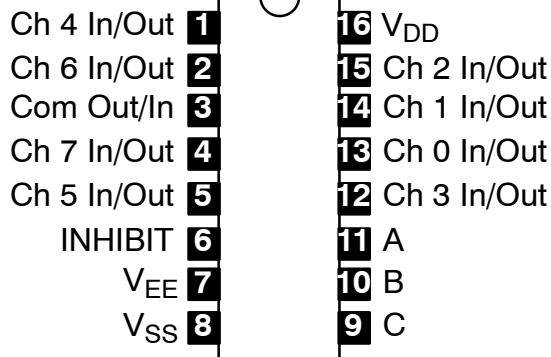 Ch 4 In/Out 1 16 VDD
Ch 6 In/Out 2 15 Ch 2 In/Out
Com Out/In 3 14 Ch 1 In/Out
Ch 7 In/Out 4 13 Ch 0 In/Out
Ch 5 In/Out 5 12 Ch 3 In/Out
INHIBIT 6 11 A
VEE 7 10 B
VSS 8 9 C